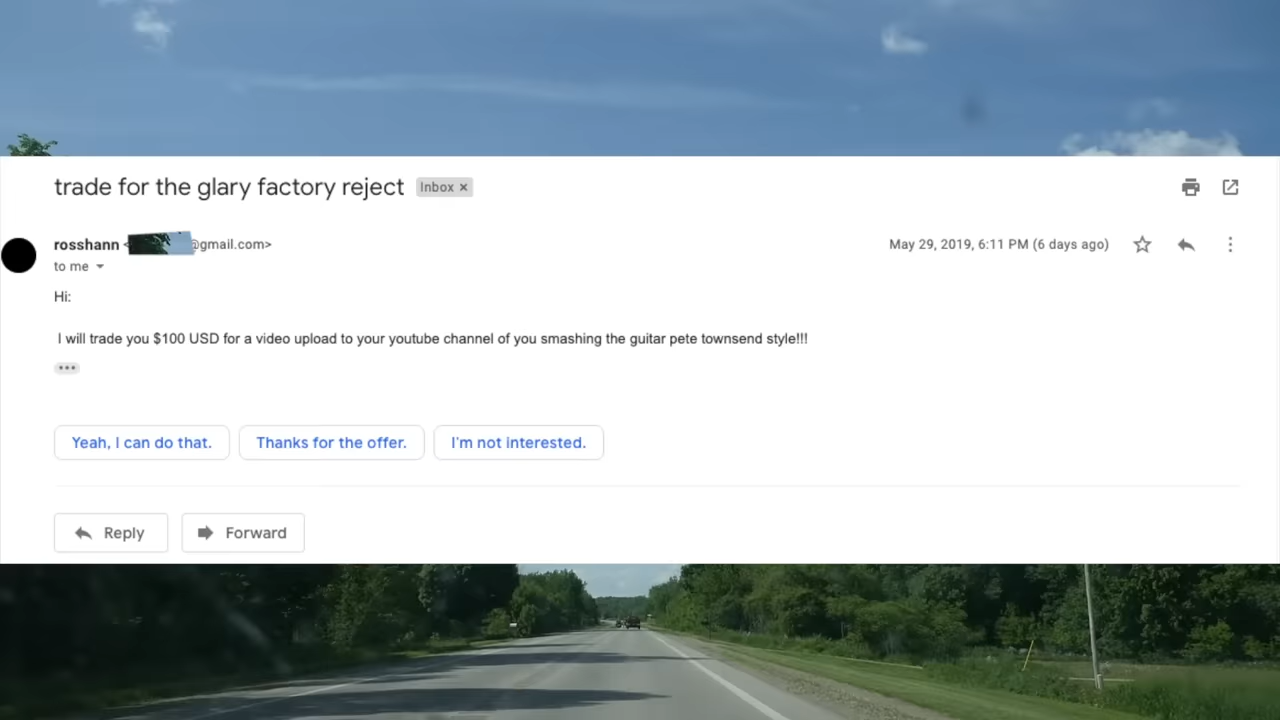 trade for the glary factory reject Inbox ×
rosshann < @gmail.com> May 29, 2019, 6:11 PM (6 days ago)
to me
Hi:
I will trade you $100 USD for a video upload to your youtube channel of you smashing the guitar pete townsend style!!!
Yeah, I can do that. Thanks for the offer. I'm not interested.
Reply Forward